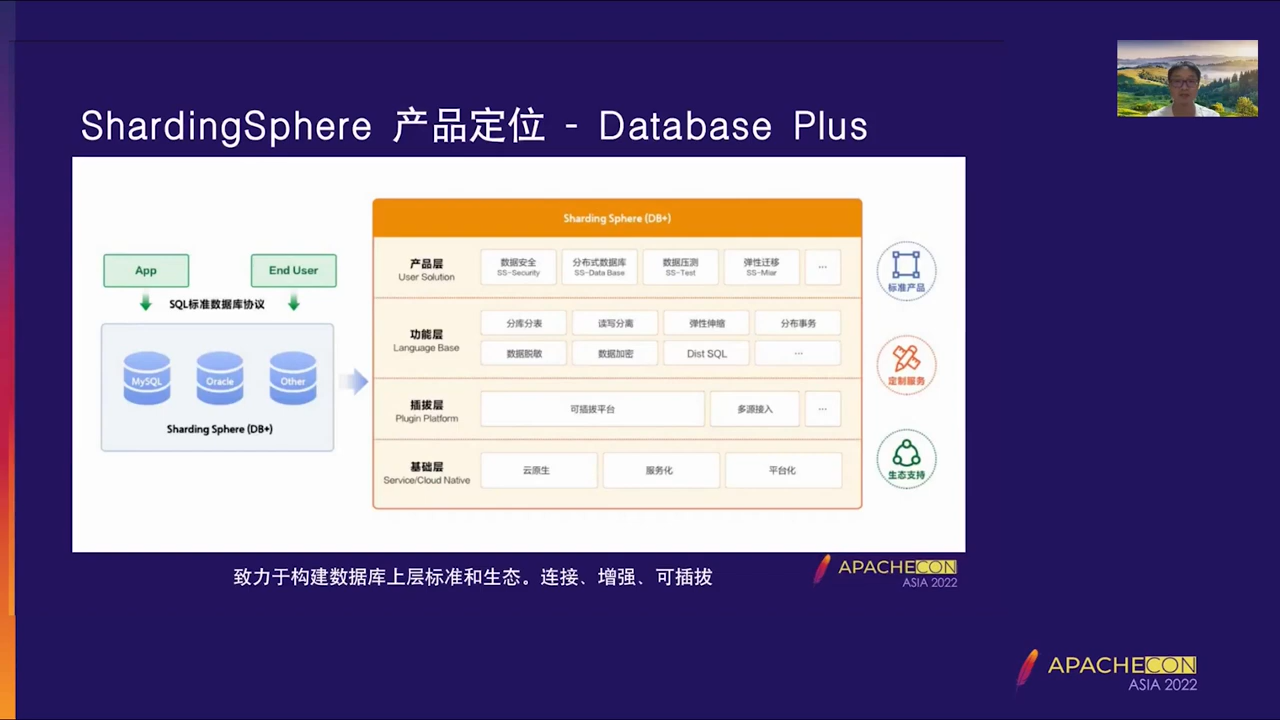 ShardingSphere 产品定位 - Database Plus
App
End User
SQL标准数据库协议
MySQL
Oracle
Other
Sharding Sphere (DB+)
Sharding Sphere (DB+)
产品层
User Solution
数据安全
SS-Security
分布式数据库
SS-Data Base
数据压测
SS-Test
弹性迁移
SS-Miar
...
功能层
Language Base
分库分表
读写分离
弹性伸缩
分布事务
数据脱敏
数据加密
Dist SQL
...
插拔层
Plugin Platform
可插拔平台
多源接入
...
基础层
Service/Cloud Native
云原生
服务化
平台化
标准产品
定制服务
生态支持
致力于构建数据库上层标准和生态。连接、增强、可插拔
APACHECON
ASIA 2022
APACHECON
ASIA 2022